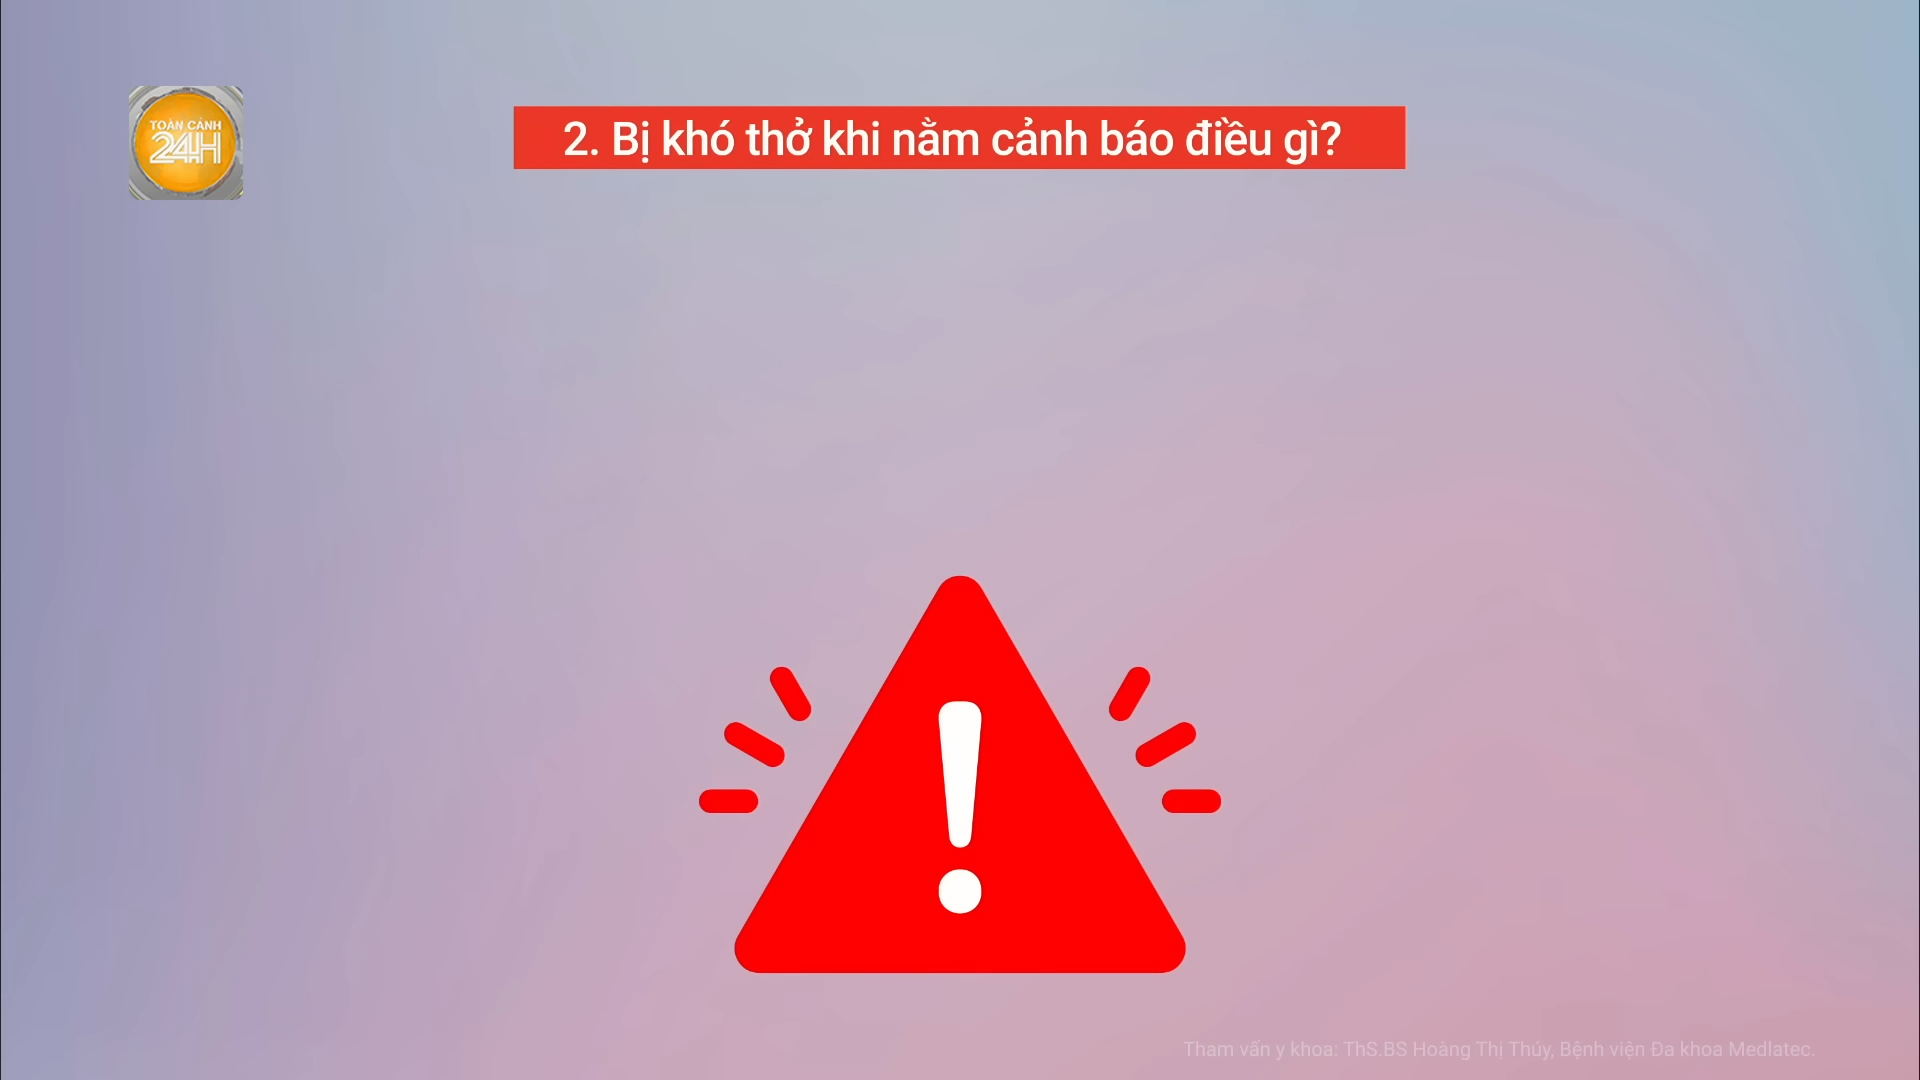 TOÀN CẢNH
24H
2. Bị khó thở khi nằm cảnh báo điều gì?
Tham vấn y khoa: ThS.BS Hoàng Thị Thúy, Bệnh viện Đa khoa Medlatec.